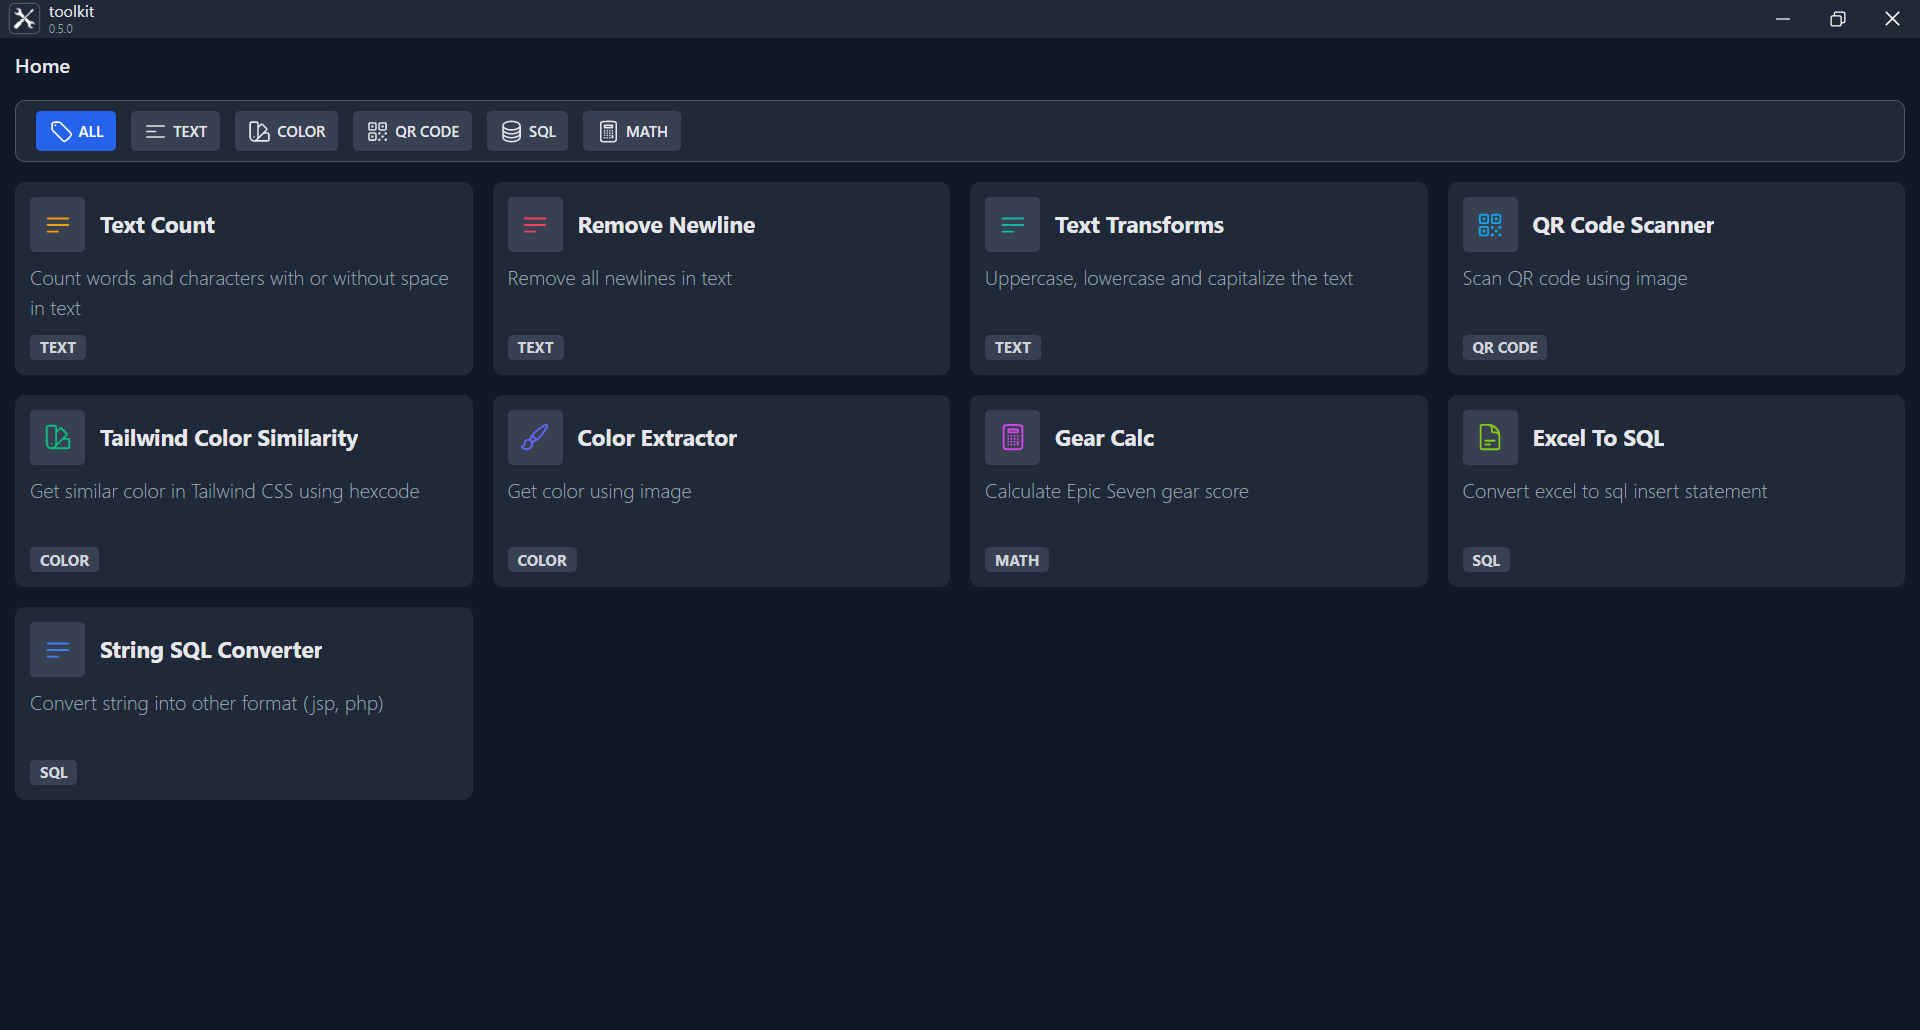 toolkit
0.5.0
Home
ALL
TEXT
COLOR
QR CODE
SQL
MATH
Text Count
Count words and characters with or without space
in text
TEXT
Remove Newline
Remove all newlines in text
TEXT
Text Transforms
Uppercase, lowercase and capitalize the text
TEXT
QR Code Scanner
Scan QR code using image
QR CODE
Tailwind Color Similarity
Get similar color in Tailwind CSS using hexcode
COLOR
Color Extractor
Get color using image
COLOR
Gear Calc
Calculate Epic Seven gear score
MATH
Excel To SQL
Convert excel to sql insert statement
SQL
String SQL Converter
Convert string into other format (jsp, php)
SQL